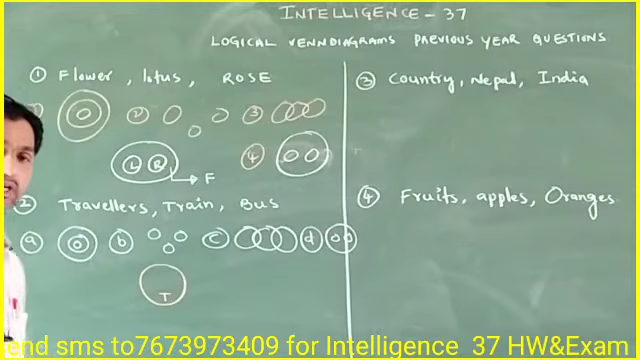 INTELLIGENCE - 37
LOGICAL VENNDIAGRAMS PREVIOUS YEAR QUESTIONS
① Flower, lotus, ROSE
② ③
④
L R
F
② Travellers, Train, Bus
a b c d
T
③ Country, Nepal, India
④ Fruits, apples, Oranges
end sms to7673973409 for Intelligence 37 HW&Exam